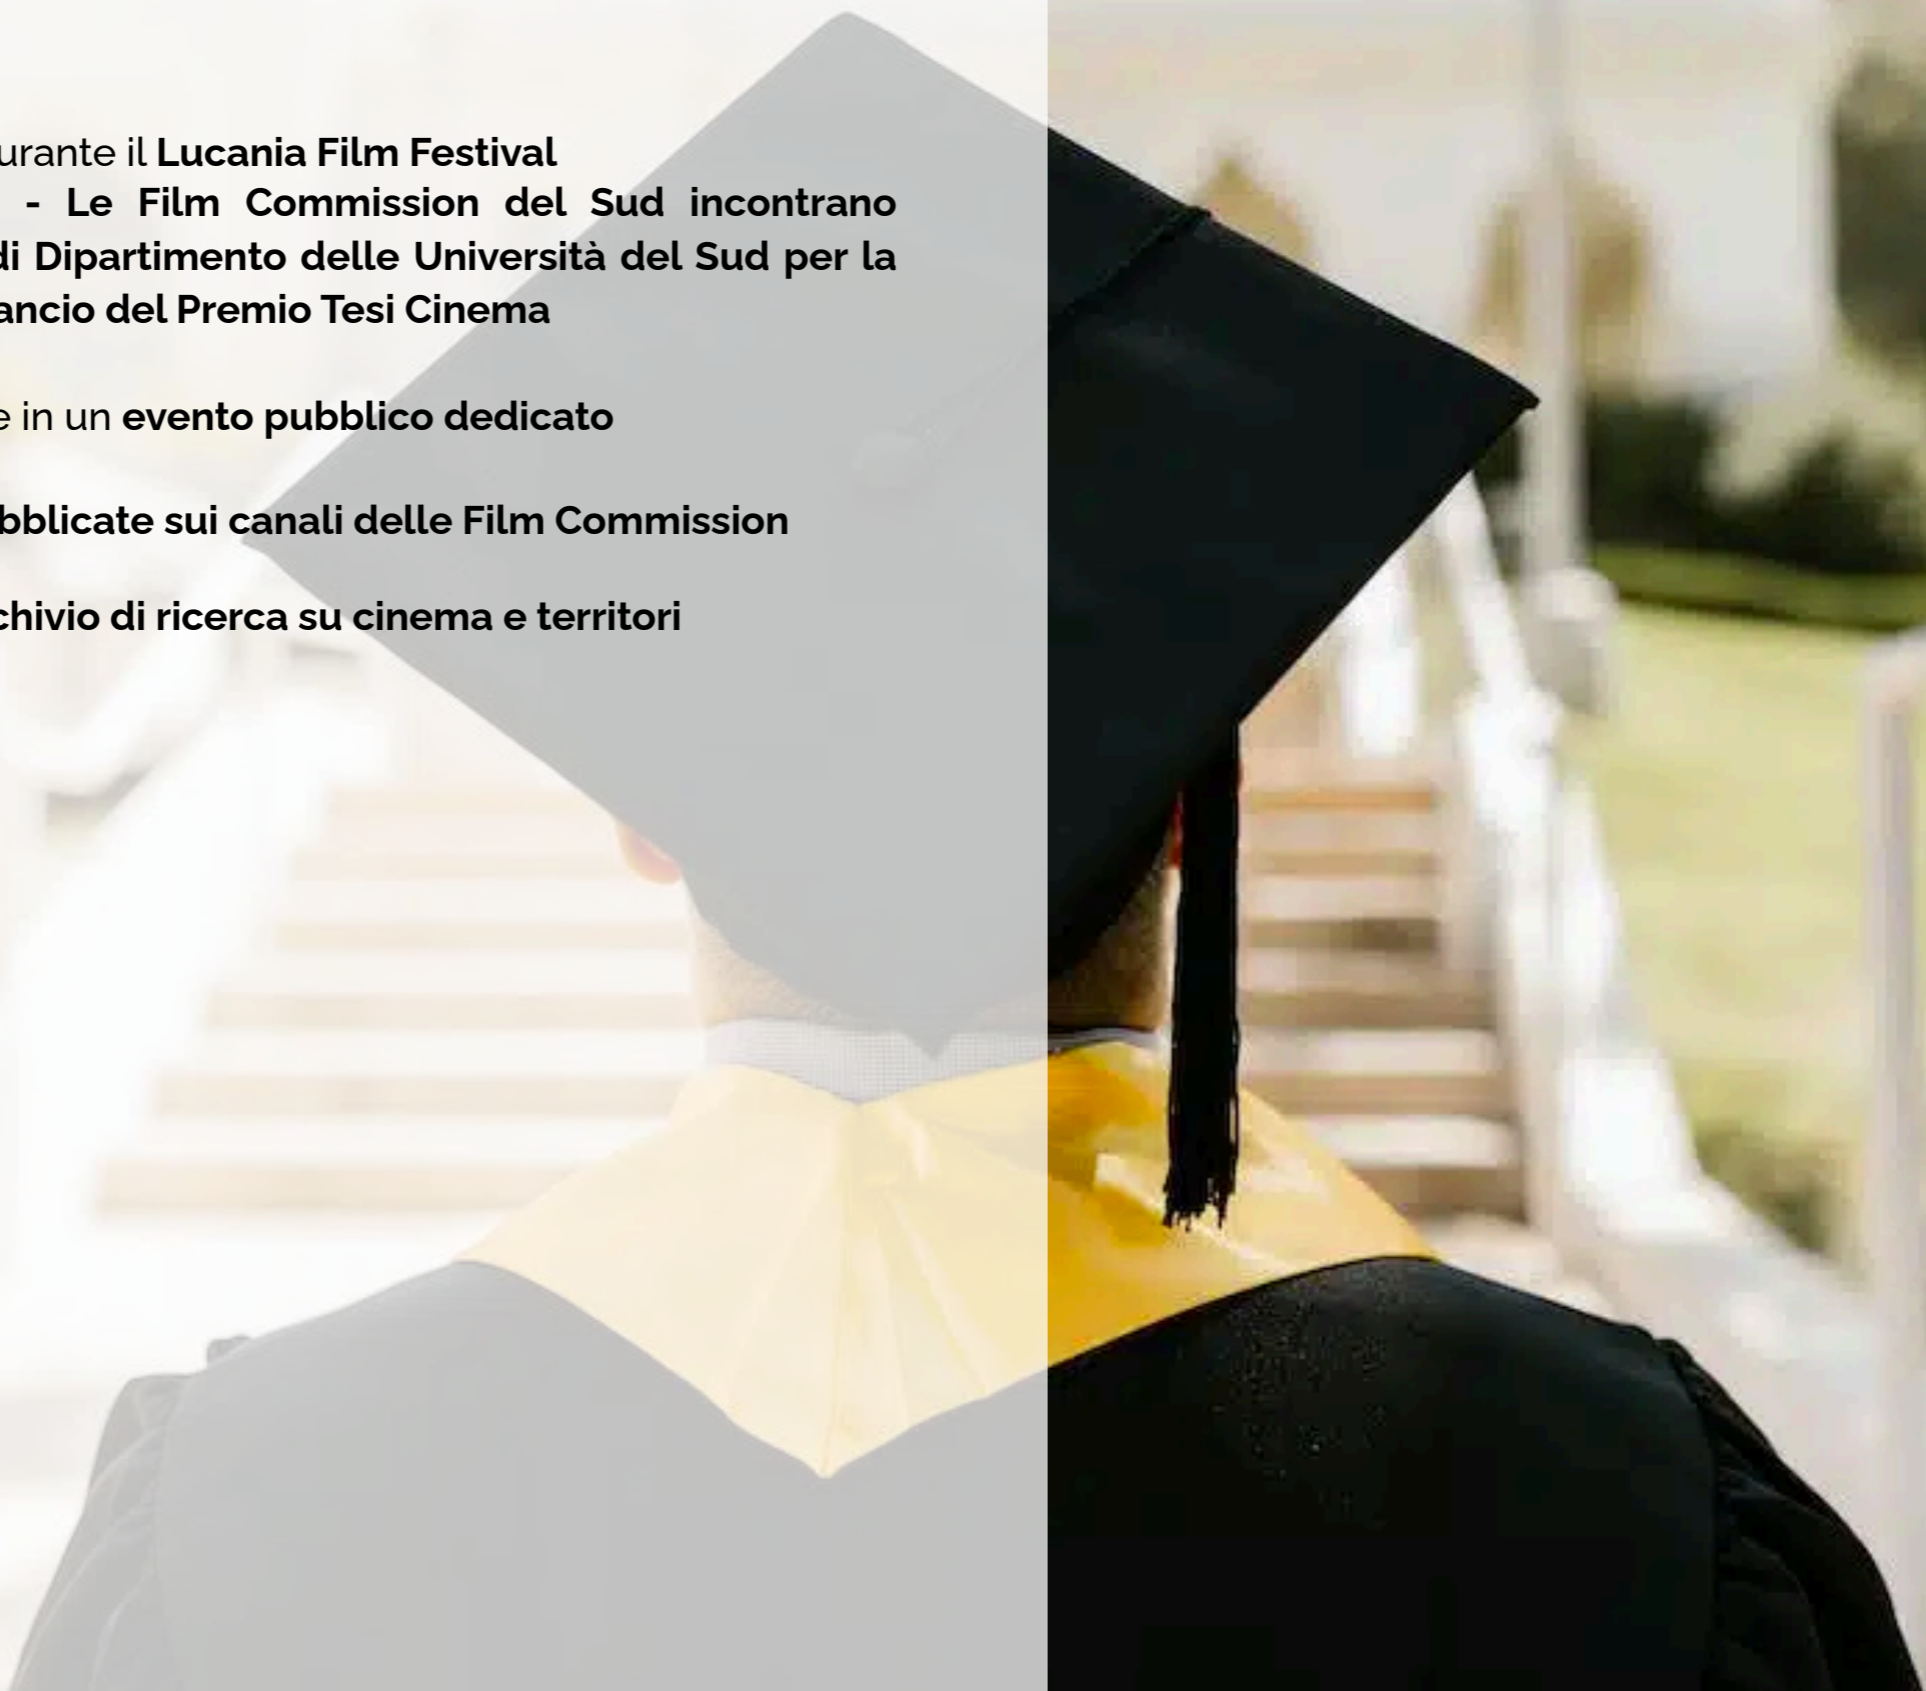 urante il Lucania Film Festival
- Le Film Commission del Sud incontrano
di Dipartimento delle Università del Sud per la
ancio del Premio Tesi Cinema
e in un evento pubblico dedicato
bblicate sui canali delle Film Commission
chivio di ricerca su cinema e territori